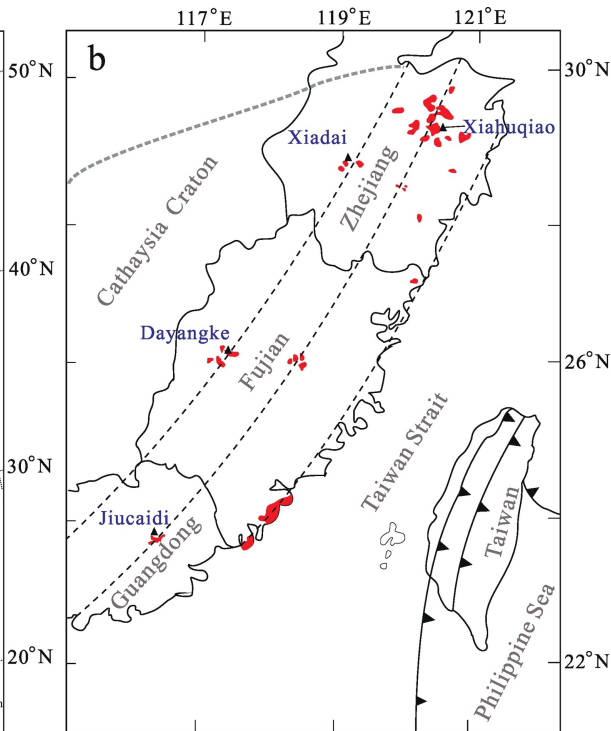 117°E
119°E
121°E
b
50°N
30°N
Xiadai
Xiahuqiao
Zhejiang
Cathaysia Craton
40°N
Dayangke
Fujian
26°N
Taiwan Strait
30°N
Jiucaidi
Guangdong
Taiwan
Philippine Sea
20°N
22°N